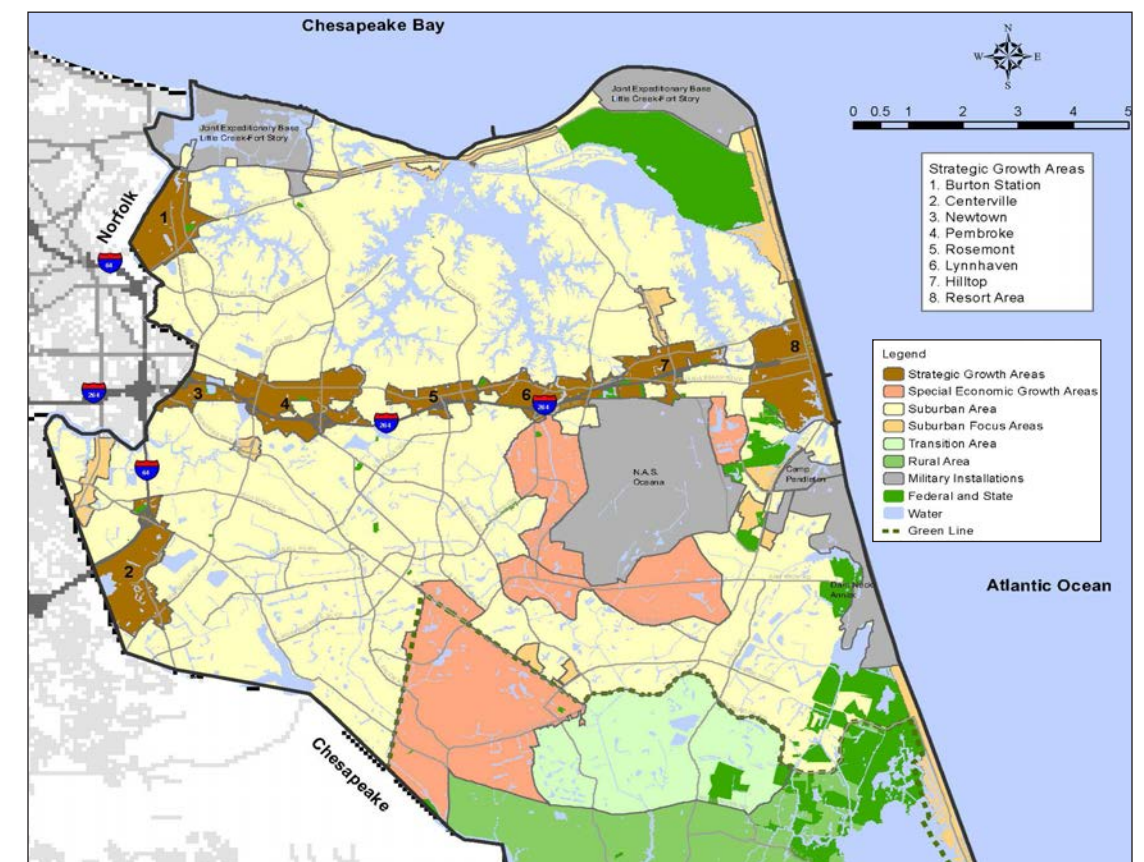 Chesapeake Bay
N
W
E
S
Joint Expeditionary Base
Little Creek-Fort Story
0 0.5 1 2 3 4 5
Joint Expeditionary Base
Little Creek-Fort Story
Strategic Growth Areas
1. Burton Station
2. Centerville
3. Newtown
4. Pembroke
5. Rosemont
6. Lynnhaven
7. Hilltop
8. Resort Area
Norfolk
1
64
8
7
Legend
Strategic Growth Areas
Special Economic Growth Areas
Suburban Area
Suburban Focus Areas
Transition Area
Rural Area
Military Installations
Federal and State
Water
Green Line
264
3
4
5
6
264
264
64
N.A.S.
Oceana
Camp
Pendleton
2
Dam Neck
Annex
Atlantic Ocean
Chesapeake